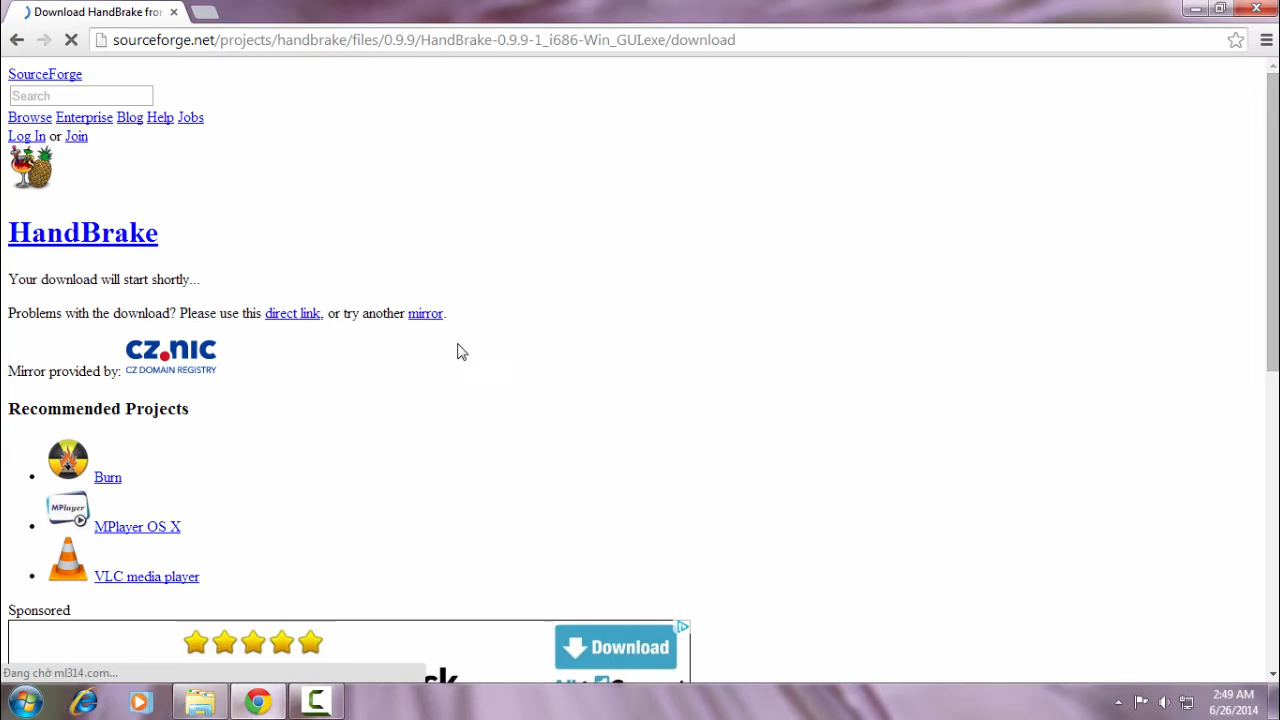 Download HandBrake fro
sourceforge.net/projects/handbrake/files/0.9.9/HandBrake-0.9.9-1_i686-Win_GUI.exe/download
SourceForge
Search
Browse Enterprise Blog Help Jobs
Log In or Join
HandBrake
Your download will start shortly...
Problems with the download? Please use this direct link, or try another mirror.
Mirror provided by: CZ.NIC
CZ DOMAIN REGISTRY
Recommended Projects
Burn
MPlayer
MPlayer OS X
VLC media player
Sponsored
Download
Đang chờ ml314.com...
2:49 AM
6/26/2014